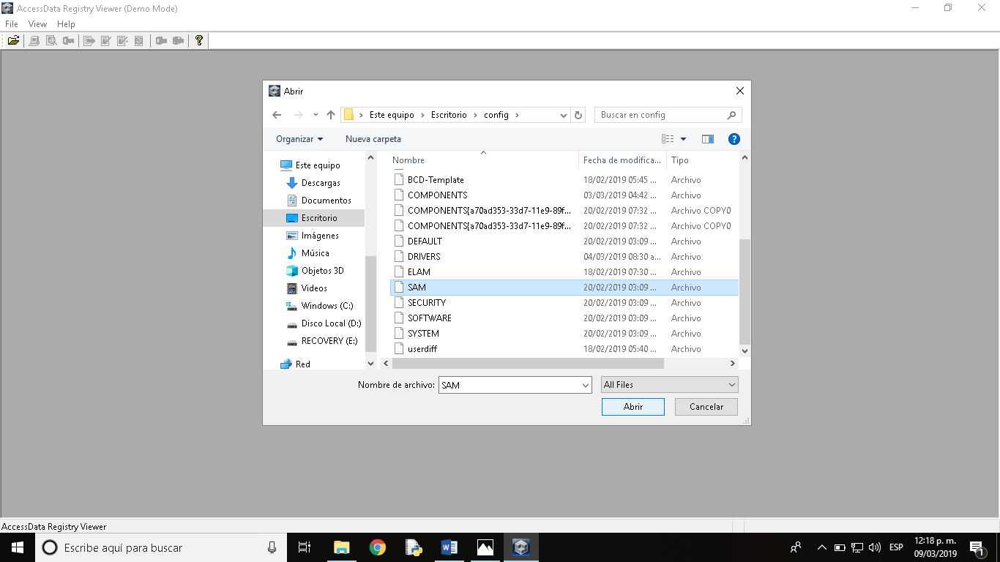 AccessData Registry Viewer (Demo Mode)
File View Help
Abrir
Este equipo > Escritorio > config >
Buscar en config
Organizar
Nueva carpeta
Este equipo
Descargas
Documentos
Escritorio
Imágenes
Música
Objetos 3D
Videos
Windows (C:)
Disco Local (D:)
RECOVERY (E:)
Red
Nombre Fecha de modifica... Tipo
BCD-Template 18/02/2019 05:45 ... Archivo
COMPONENTS 03/03/2019 04:42 ... Archivo
COMPONENTS{a70ad353-33d7-11e9-89f... 20/02/2019 07:32 ... Archivo COPY0
COMPONENTS{a70ad353-33d7-11e9-89f... 20/02/2019 07:32 ... Archivo COPY0
DEFAULT 20/02/2019 03:09 ... Archivo
DRIVERS 04/03/2019 08:30 a... Archivo
ELAM 18/02/2019 07:30 ... Archivo
SAM 20/02/2019 03:09 ... Archivo
SECURITY 20/02/2019 03:09 ... Archivo
SOFTWARE 20/02/2019 03:09 ... Archivo
SYSTEM 20/02/2019 03:09 ... Archivo
userdiff 18/02/2019 05:40 ... Archivo
Nombre de archivo: SAM
All Files
Abrir
Cancelar
AccessData Registry Viewer
Escribe aquí para buscar
ESP
12:18 p. m.
09/03/2019
1